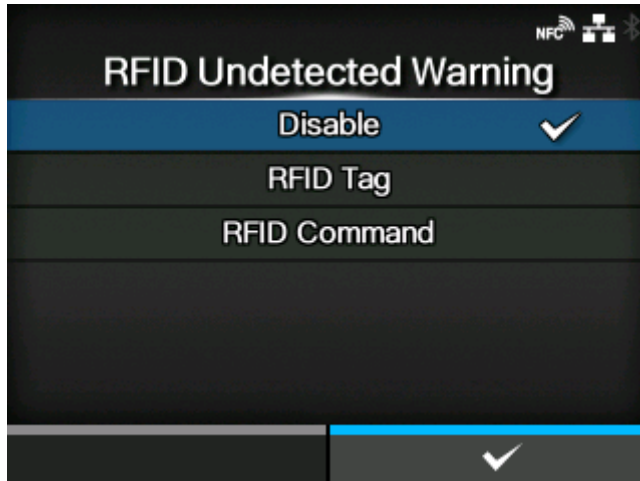 NFC
RFID Undetected Warning
Disable
RFID Tag
RFID Command